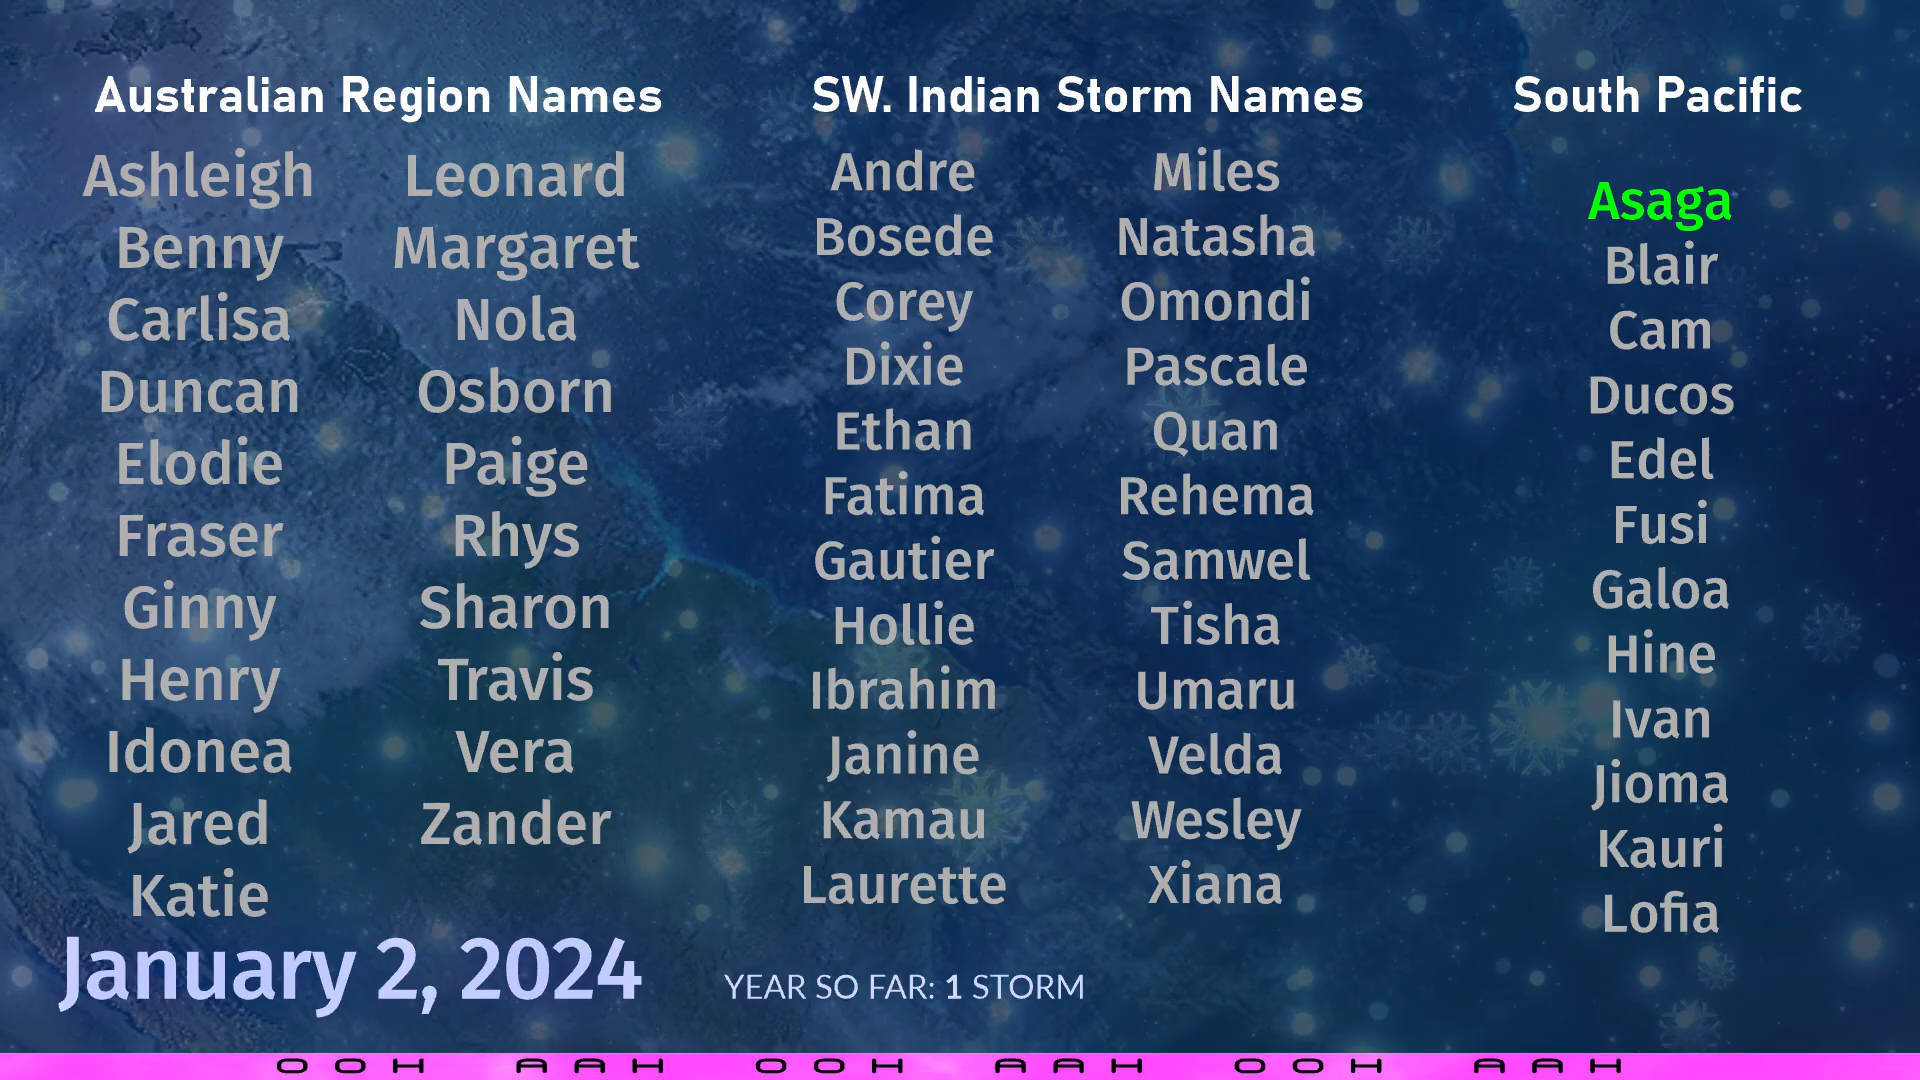 Australian Region Names
Ashleigh
Benny
Carlisa
Duncan
Elodie
Fraser
Ginny
Henry
Idonea
Jared
Katie
Leonard
Margaret
Nola
Osborn
Paige
Rhys
Sharon
Travis
Vera
Zander
SW. Indian Storm Names
Andre
Bosede
Corey
Dixie
Ethan
Fatima
Gautier
Hollie
Ibrahim
Janine
Kamau
Laurette
Miles
Natasha
Omondi
Pascale
Quan
Rehema
Samwel
Tisha
Umaru
Velda
Wesley
Xiana
South Pacific
Asaga
Blair
Cam
Ducos
Edel
Fusi
Galoa
Hine
Ivan
Jioma
Kauri
Lofia
January 2, 2024
YEAR SO FAR: 1 STORM
OOH AAH OOH AAH OOH AAH